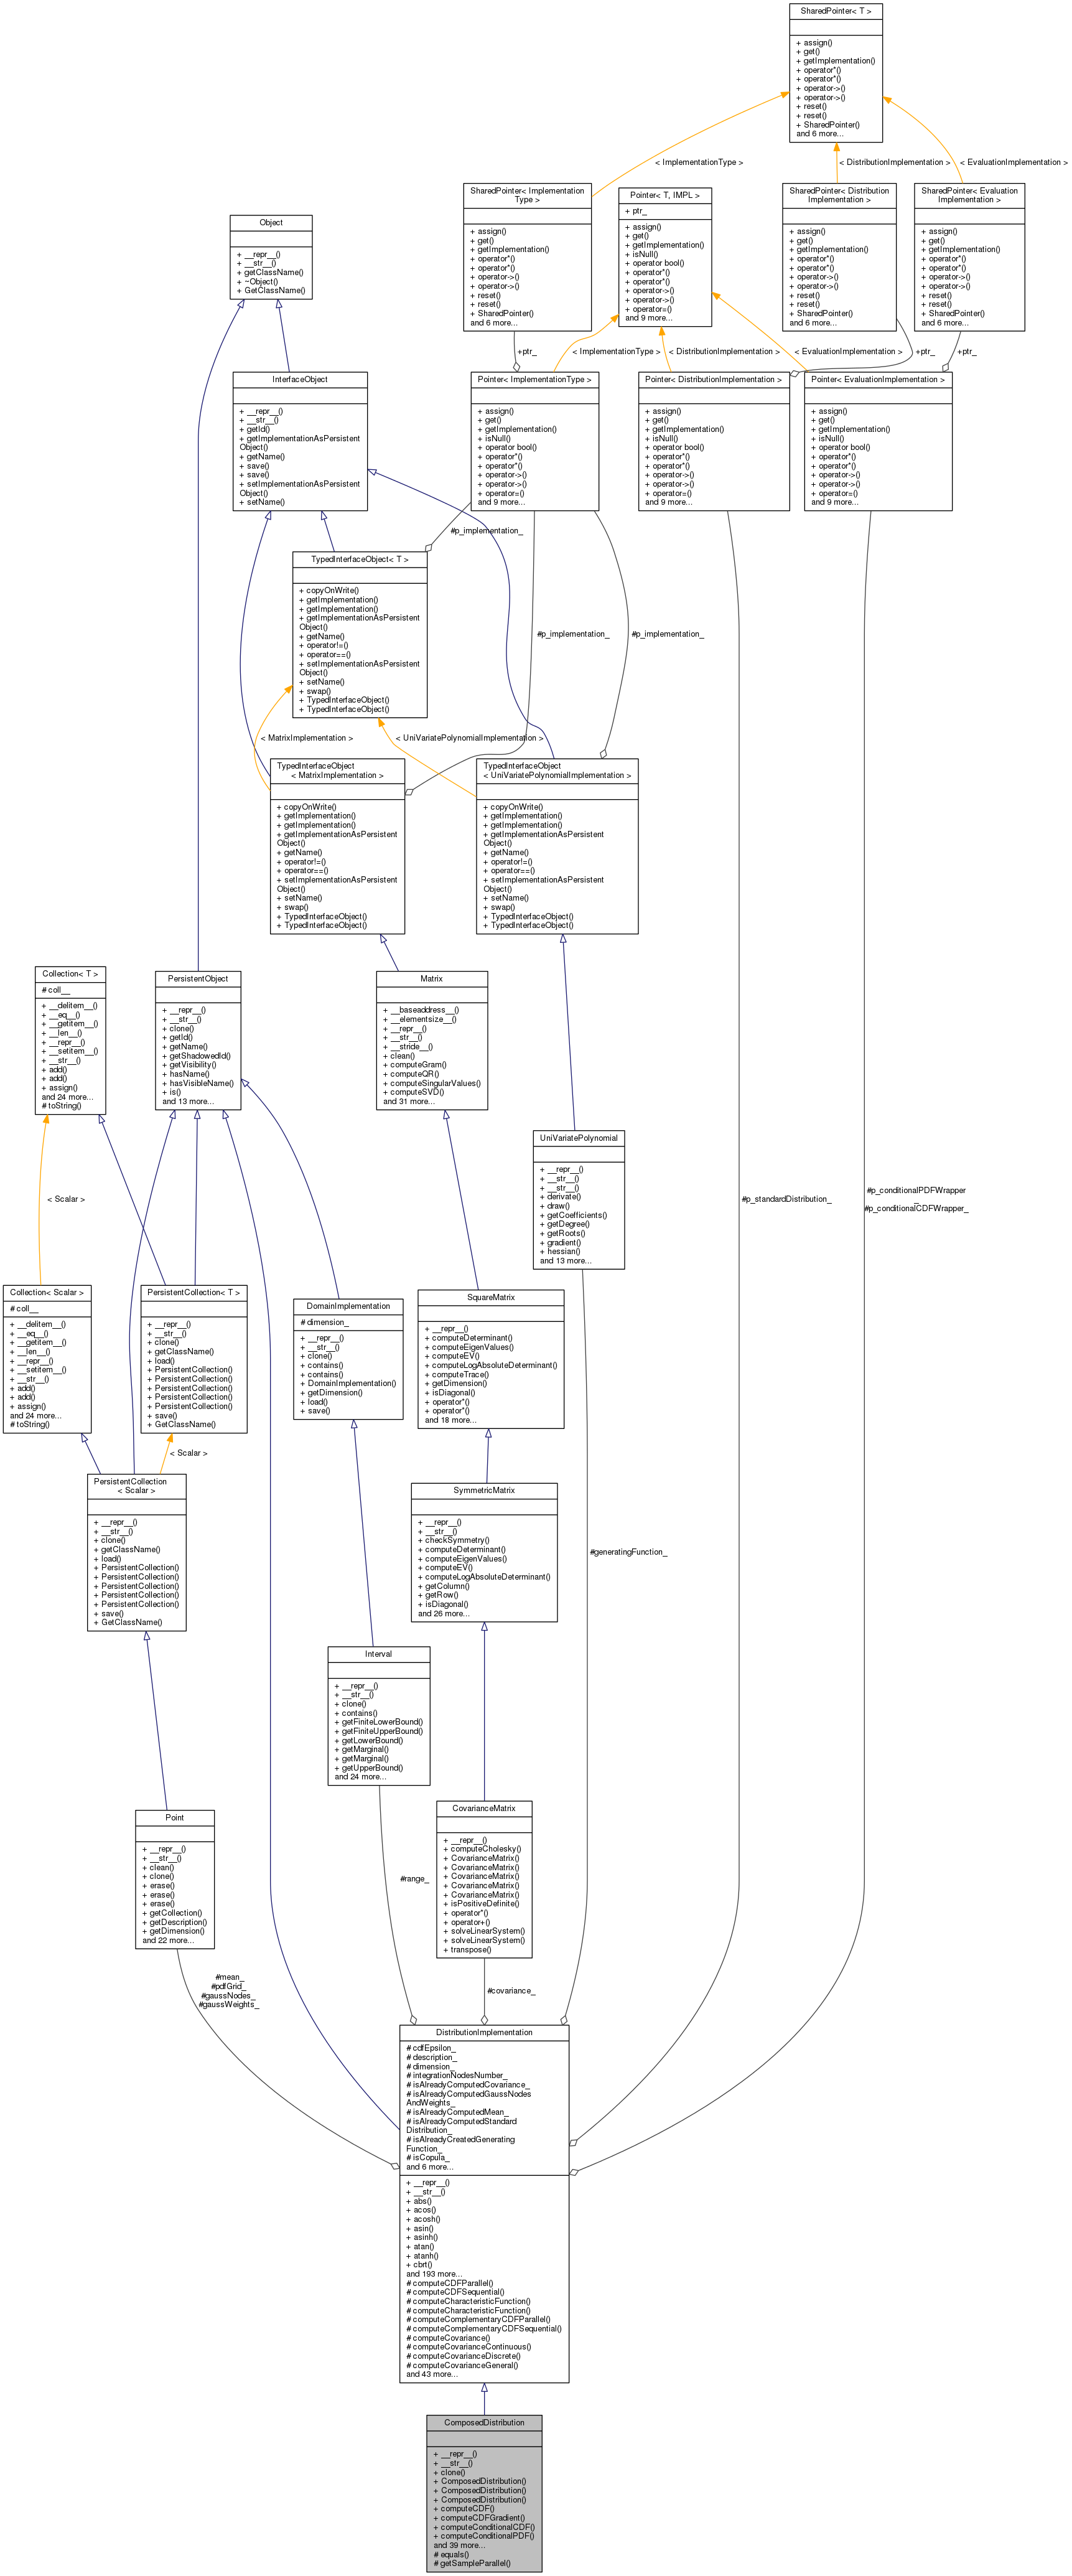 SharedPointer< T >
+ assign()
+ get()
+ getImplementation()
+ operator*()
+ operator*()
+ operator->()
+ operator->()
+ reset()
+ reset()
+ SharedPointer()
and 6 more...
< ImplementationType >
< DistributionImplementation >
< EvaluationImplementation >
SharedPointer< Implementation
Type >
+ assign()
+ get()
+ getImplementation()
+ operator*()
+ operator*()
+ operator->()
+ operator->()
+ reset()
+ reset()
+ SharedPointer()
and 6 more...
Pointer< T, IMPL >
+ ptr_
+ assign()
+ get()
+ getImplementation()
+ isNull()
+ operator bool()
+ operator*()
+ operator*()
+ operator->()
+ operator->()
+ operator=()
and 9 more...
SharedPointer< Distribution
Implementation >
+ assign()
+ get()
+ getImplementation()
+ operator*()
+ operator*()
+ operator->()
+ operator->()
+ reset()
+ reset()
+ SharedPointer()
and 6 more...
SharedPointer< Evaluation
Implementation >
+ assign()
+ get()
+ getImplementation()
+ operator*()
+ operator*()
+ operator->()
+ operator->()
+ reset()
+ reset()
+ SharedPointer()
and 6 more...
Object
+ __repr__()
+ __str__()
+ getClassName()
+ ~Object()
+ GetClassName()
+ptr_
< ImplementationType >
< DistributionImplementation >
< EvaluationImplementation >
+ptr_
+ptr_
InterfaceObject
+ __repr__()
+ __str__()
+ getId()
+ getImplementationAsPersistent
Object()
+ getName()
+ save()
+ save()
+ setImplementationAsPersistent
Object()
+ setName()
Pointer< ImplementationType >
+ assign()
+ get()
+ getImplementation()
+ isNull()
+ operator bool()
+ operator*()
+ operator*()
+ operator->()
+ operator->()
+ operator=()
and 9 more...
Pointer< DistributionImplementation >
+ assign()
+ get()
+ getImplementation()
+ isNull()
+ operator bool()
+ operator*()
+ operator*()
+ operator->()
+ operator->()
+ operator=()
and 9 more...
Pointer< EvaluationImplementation >
+ assign()
+ get()
+ getImplementation()
+ isNull()
+ operator bool()
+ operator*()
+ operator*()
+ operator->()
+ operator->()
+ operator=()
and 9 more...
#p_implementation_
TypedInterfaceObject< T >
+ copyOnWrite()
+ getImplementation()
+ getImplementation()
+ getImplementationAsPersistent
Object()
+ getName()
+ operator!=()
+ operator==()
+ setImplementationAsPersistent
Object()
+ setName()
+ swap()
+ TypedInterfaceObject()
+ TypedInterfaceObject()
#p_implementation_
#p_implementation_
< MatrixImplementation >
< UniVariatePolynomialImplementation >
TypedInterfaceObject
< MatrixImplementation >
+ copyOnWrite()
+ getImplementation()
+ getImplementation()
+ getImplementationAsPersistent
Object()
+ getName()
+ operator!=()
+ operator==()
+ setImplementationAsPersistent
Object()
+ setName()
+ swap()
+ TypedInterfaceObject()
+ TypedInterfaceObject()
TypedInterfaceObject
< UniVariatePolynomialImplementation >
+ copyOnWrite()
+ getImplementation()
+ getImplementation()
+ getImplementationAsPersistent
Object()
+ getName()
+ operator!=()
+ operator==()
+ setImplementationAsPersistent
Object()
+ setName()
+ swap()
+ TypedInterfaceObject()
+ TypedInterfaceObject()
Collection< T >
# coll__
+ __delitem__()
+ __eq__()
+ __getitem__()
+ __len__()
+ __repr__()
+ __setitem__()
+ __str__()
+ add()
+ add()
+ assign()
and 24 more...
# toString()
PersistentObject
+ __repr__()
+ __str__()
+ clone()
+ getId()
+ getName()
+ getShadowedId()
+ getVisibility()
+ hasName()
+ hasVisibleName()
+ is()
and 13 more...
Matrix
+ __baseaddress__()
+ __elementsize__()
+ __repr__()
+ __str__()
+ __stride__()
+ clean()
+ computeGram()
+ computeQR()
+ computeSingularValues()
+ computeSVD()
and 31 more...
UniVariatePolynomial
+ __repr__()
+ __str__()
+ __str__()
+ derivate()
+ draw()
+ getCoefficients()
+ getDegree()
+ getRoots()
+ gradient()
+ hessian()
and 13 more...
< Scalar >
#p_standardDistribution_
#p_conditionalPDFWrapper
_
#p_conditionalCDFWrapper_
Collection< Scalar >
# coll__
+ __delitem__()
+ __eq__()
+ __getitem__()
+ __len__()
+ __repr__()
+ __setitem__()
+ __str__()
+ add()
+ add()
+ assign()
and 24 more...
# toString()
PersistentCollection< T >
+ __repr__()
+ __str__()
+ clone()
+ getClassName()
+ load()
+ PersistentCollection()
+ PersistentCollection()
+ PersistentCollection()
+ PersistentCollection()
+ PersistentCollection()
+ save()
+ GetClassName()
DomainImplementation
# dimension_
+ __repr__()
+ __str__()
+ clone()
+ contains()
+ contains()
+ DomainImplementation()
+ getDimension()
+ load()
+ save()
SquareMatrix
+ __repr__()
+ computeDeterminant()
+ computeEigenValues()
+ computeEV()
+ computeLogAbsoluteDeterminant()
+ computeTrace()
+ getDimension()
+ isDiagonal()
+ operator*()
+ operator*()
and 18 more...
< Scalar >
PersistentCollection
< Scalar >
+ __repr__()
+ __str__()
+ clone()
+ getClassName()
+ load()
+ PersistentCollection()
+ PersistentCollection()
+ PersistentCollection()
+ PersistentCollection()
+ PersistentCollection()
+ save()
+ GetClassName()
SymmetricMatrix
+ __repr__()
+ __str__()
+ checkSymmetry()
+ computeDeterminant()
+ computeEigenValues()
+ computeEV()
+ computeLogAbsoluteDeterminant()
+ getColumn()
+ getRow()
+ isDiagonal()
and 26 more...
#generatingFunction_
Interval
+ __repr__()
+ __str__()
+ clone()
+ contains()
+ getFiniteLowerBound()
+ getFiniteUpperBound()
+ getLowerBound()
+ getMarginal()
+ getMarginal()
+ getUpperBound()
and 24 more...
Point
+ __repr__()
+ __str__()
+ clean()
+ clone()
+ erase()
+ erase()
+ erase()
+ getCollection()
+ getDescription()
+ getDimension()
and 22 more...
CovarianceMatrix
+ __repr__()
+ computeCholesky()
+ CovarianceMatrix()
+ CovarianceMatrix()
+ CovarianceMatrix()
+ CovarianceMatrix()
+ CovarianceMatrix()
+ isPositiveDefinite()
+ operator*()
+ operator+()
+ solveLinearSystem()
+ solveLinearSystem()
+ transpose()
#range_
#mean_
#pdfGrid_
#gaussNodes_
#gaussWeights_
#covariance_
DistributionImplementation
# cdfEpsilon_
# description_
# dimension_
# integrationNodesNumber_
# isAlreadyComputedCovariance_
# isAlreadyComputedGaussNodes
AndWeights_
# isAlreadyComputedMean_
# isAlreadyComputedStandard
Distribution_
# isAlreadyCreatedGenerating
Function_
# isCopula_
and 6 more...
+ __repr__()
+ __str__()
+ abs()
+ acos()
+ acosh()
+ asin()
+ asinh()
+ atan()
+ atanh()
+ cbrt()
and 193 more...
# computeCDFParallel()
# computeCDFSequential()
# computeCharacteristicFunction()
# computeCharacteristicFunction()
# computeComplementaryCDFParallel()
# computeComplementaryCDFSequential()
# computeCovariance()
# computeCovarianceContinuous()
# computeCovarianceDiscrete()
# computeCovarianceGeneral()
and 43 more...
ComposedDistribution
+ __repr__()
+ __str__()
+ clone()
+ ComposedDistribution()
+ ComposedDistribution()
+ ComposedDistribution()
+ computeCDF()
+ computeCDFGradient()
+ computeConditionalCDF()
+ computeConditionalPDF()
and 39 more...
# equals()
# getSampleParallel()